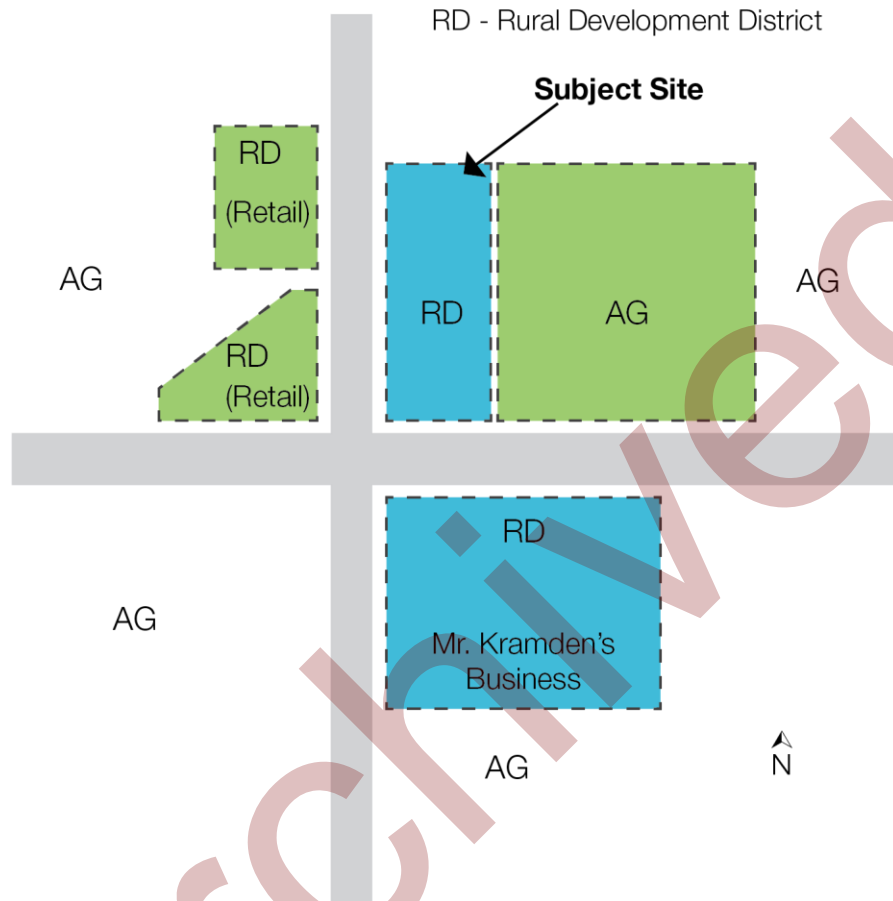 RD - Rural Development District
Subject Site
RD
(Retail)
AG
AG
RD
AG
RD
(Retail)
RD
AG
Mr. Kramden's
Business
N
AG
chived